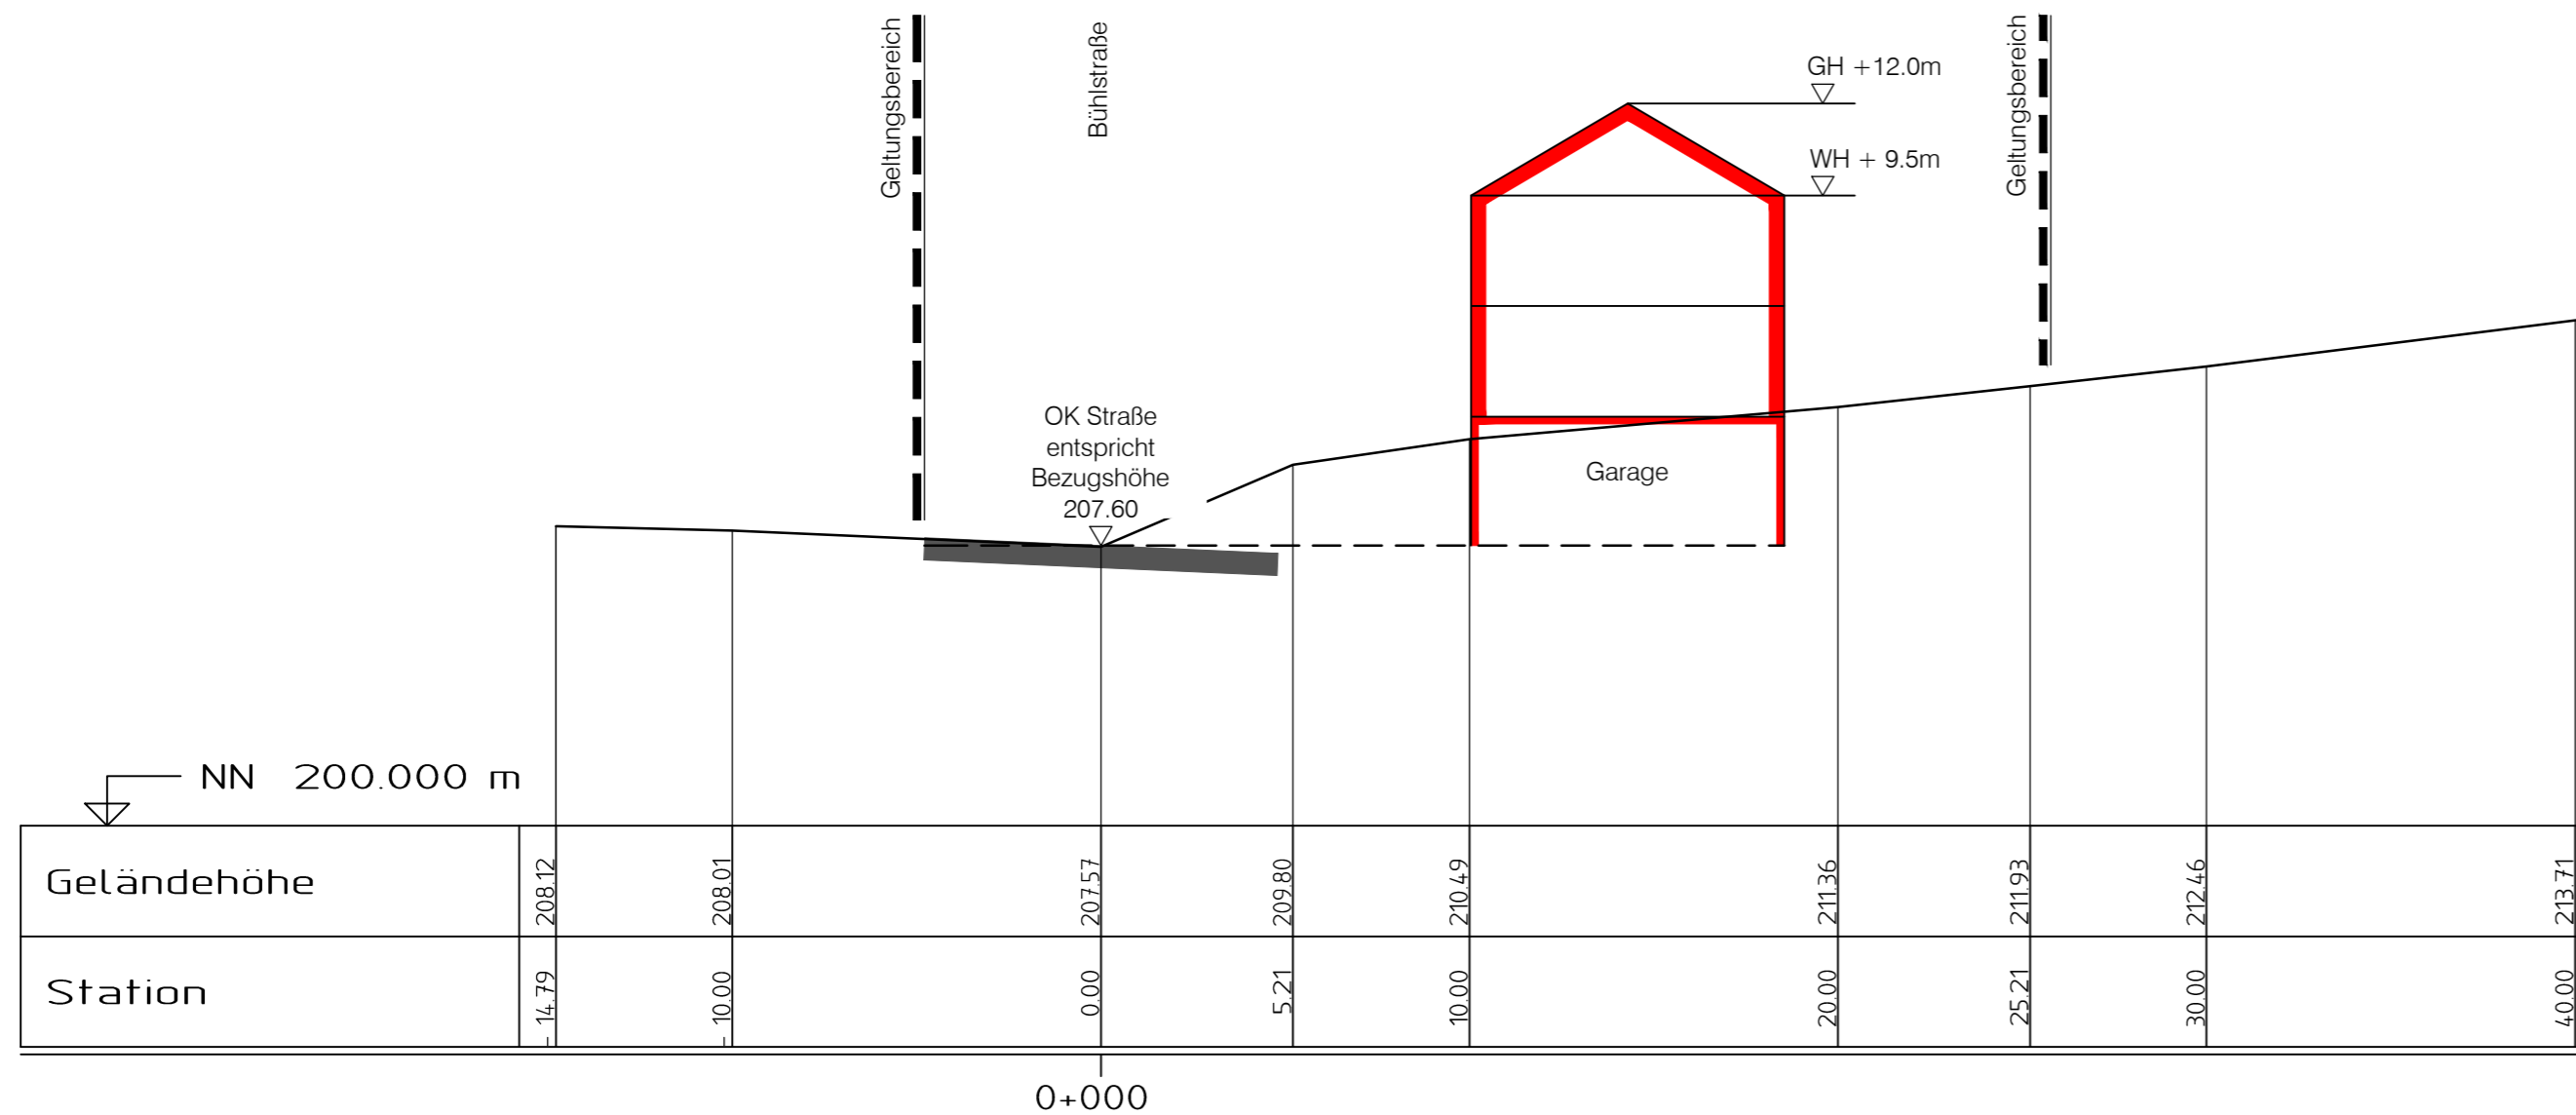 Geltungsbereich
Bühlstraße
Geltungsbereich
GH +12.0m
WH + 9.5m
OK Straße
entspricht
Bezugshöhe
207.60
Garage
NN 200.000 m
Geländehöhe
208.12
208.01
207.57
209.80
210.49
211.36
211.93
212.46
213.71
Station
- 14.79
- 10.00
0.00
5.21
10.00
20.00
25.21
30.00
40.00
0+000